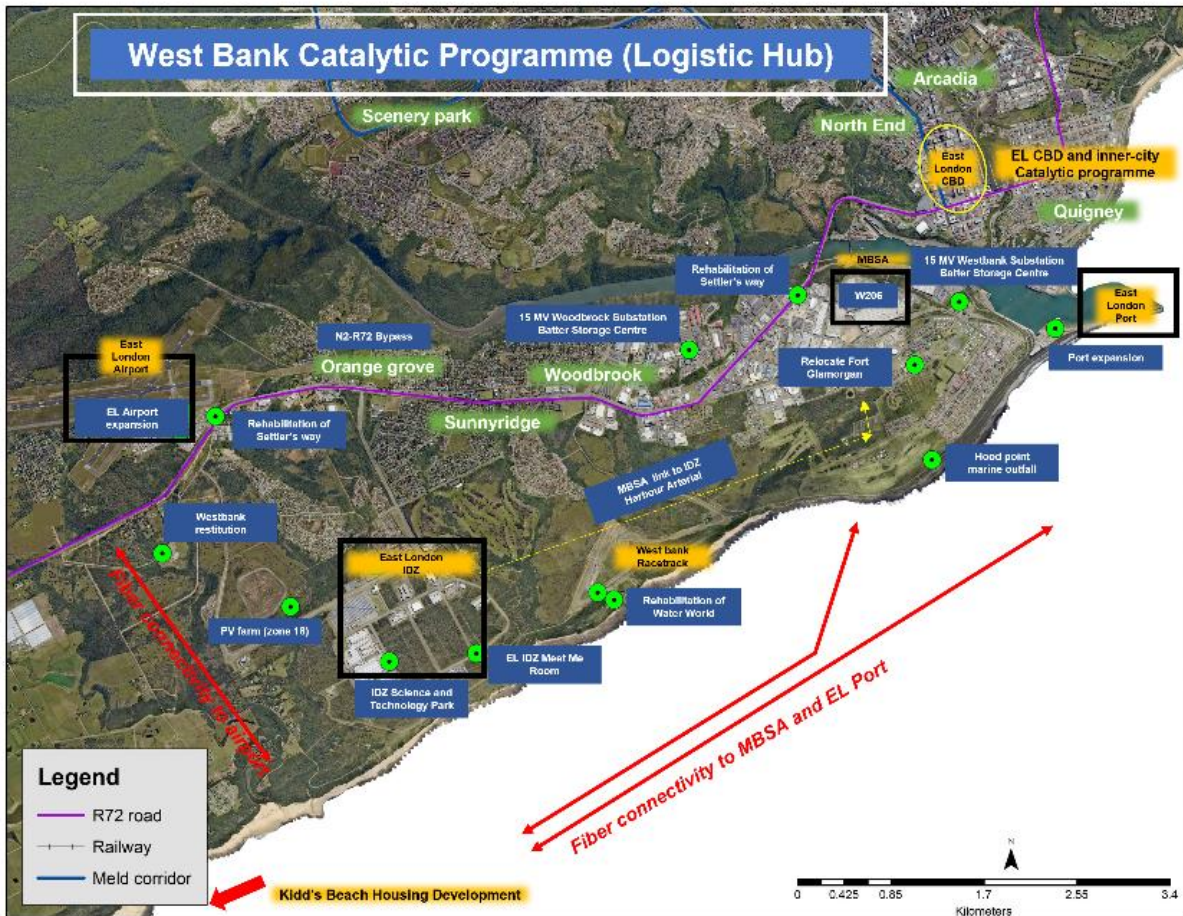 West Bank Catalytic Programme (Logistic Hub)
Arcadia
Scenery park
North End
East
London
CBD
EL CBD and inner-city
Catalytic programme
Quigney
MBSA
15 MV Westbank Substation
Batter Storage Centre
Rehabilitation of
Settler's way
W206
East
London
Port
15 MV Woodbrock Substation
Batter Storage Centre
N2-R72 Bypass
East
London
Airport
Orange grove
Woodbrook
Relocate Fort
Glamorgan
Port expansion
EL Airport
expansion
Rehabilitation of
Settler's way
Sunnyridge
MBSA link to IDZ
Harbour Arterial
Hood point
marine outfall
Westbank
restitution
East London
IDZ
West bank
Racetrack
Fiber connectivity to airport
PV farm (zone 18)
Rehabilitation of
Water World
EL IDZ Meet Me
Room
IDZ Science and
Technology Park
Fiber connectivity to MBSA and EL Port
Legend
R72 road
Railway
Meld corridor
Kidd's Beach Housing Development
N
0 0.425 0.85 1.7 2.55 3.4
Kilometers